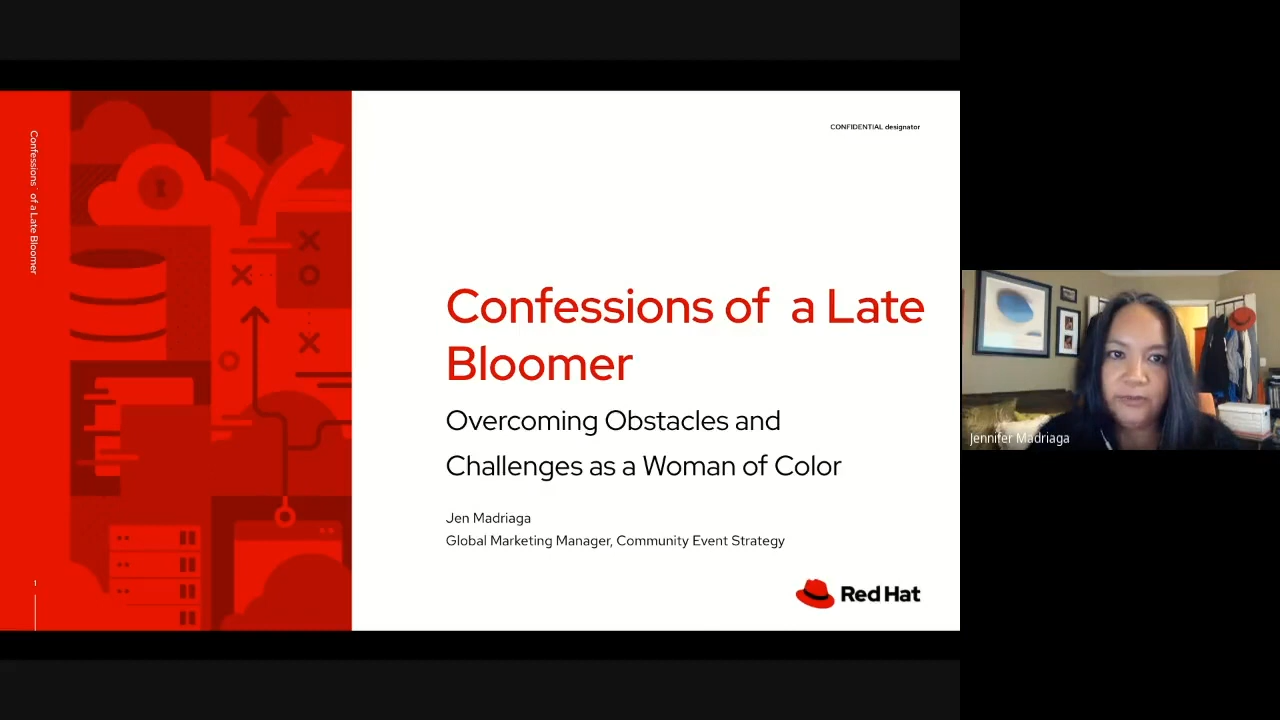 Confessions of a Late Bloomer
CONFIDENTIAL designator
Confessions of  a Late
Bloomer
Overcoming Obstacles and
Challenges as a Woman of Color
Jen Madriaga
Global Marketing Manager, Community Event Strategy
Red Hat
1
Jennifer Madriaga